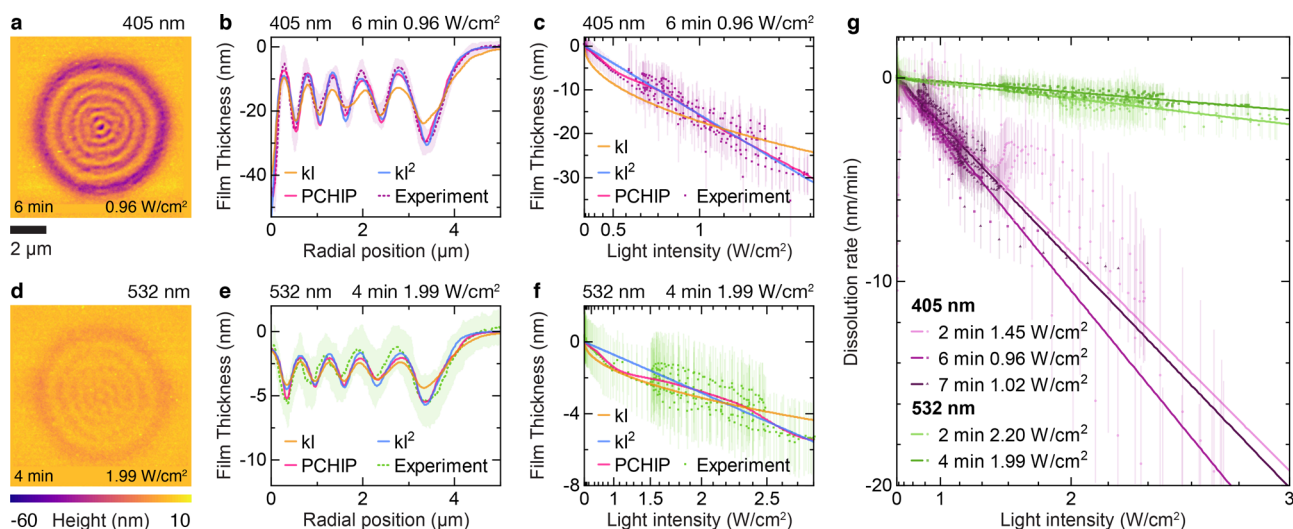 a
6 min 0.96 W/cm²
2 µm
b 405 nm 6 min 0.96 W/cm²
Film Thickness (nm)
0
-20
-40
kI kI²
PCHIP Experiment
0 2 4
Radial position (µm)
c 405 nm 6 min 0.96 W/cm²
Film Thickness (nm)
0
-10
-20
-30
kI
kI²
PCHIP Experiment
0 0.5 1
Light intensity (W/cm²)
d 532 nm
4 min 1.99 W/cm²
-60 Height (nm) 10
e 532 nm 4 min 1.99 W/cm²
Film Thickness (nm)
0
-5
-10
kI kI²
PCHIP Experiment
0 2 4
Radial position (µm)
f 532 nm 4 min 1.99 W/cm²
Film Thickness (nm)
0
-4
-8
kI
kI²
PCHIP Experiment
0 1 1.5 2 2.5
Light intensity (W/cm²)
g
Dissolution rate (nm/min)
0
-10
-20
405 nm
2 min 1.45 W/cm²
6 min 0.96 W/cm²
7 min 1.02 W/cm²
532 nm
2 min 2.20 W/cm²
4 min 1.99 W/cm²
0 1 2 3
Light intensity (W/cm²)